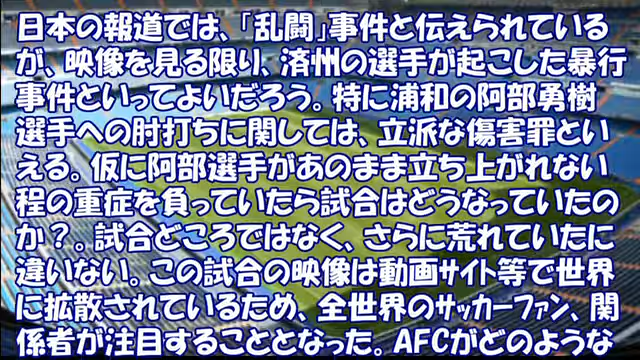 日本の報道では、「乱闘」事件と伝えられている
が、映像を見る限り、済州の選手が起こした暴行
事件といってよいだろう。特に浦和の阿部勇樹
選手への肘打ちに関しては、立派な傷害罪とい
える。仮に阿部選手があのまま立ち上がれない
程の重症を負っていたら試合はどうなっていたの
か？。試合どころではなく、さらに荒れていたに
違いない。この試合の映像は動画ｻｲﾄ等で世界
に拡散されているため、全世界のｻｯｶｰﾌｧﾝ、関
係者が注目することとなった。AFCがどのような